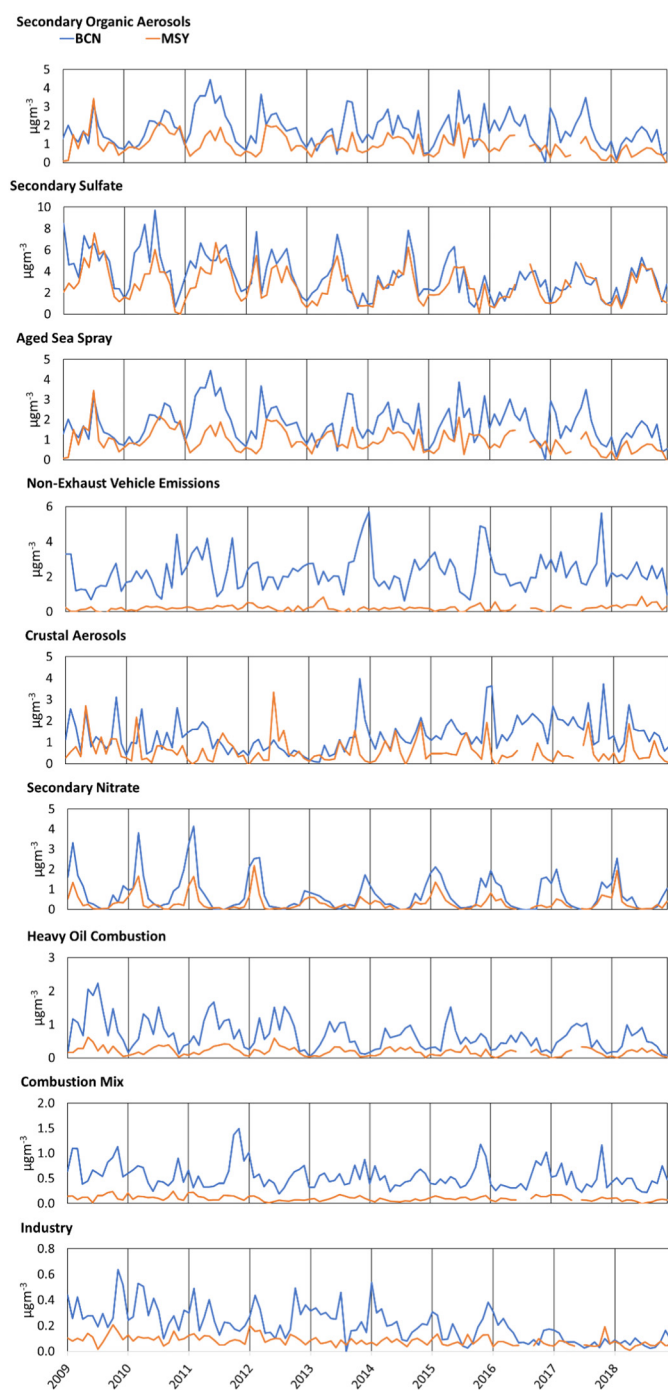 Secondary Organic Aerosols
BCN MSY
5
4
3
2
1
0
µgm-3
Secondary Sulfate
10
8
6
4
2
0
µgm-3
Aged Sea Spray
5
4
3
2
1
0
µgm-3
Non-Exhaust Vehicle Emissions
6
4
2
0
µgm-3
Crustal Aerosols
5
4
3
2
1
0
µgm-3
Secondary Nitrate
5
4
3
2
1
0
µgm-3
Heavy Oil Combustion
3
2
1
0
µgm-3
Combustion Mix
2.0
1.5
1.0
0.5
0.0
µgm-3
Industry
0.8
0.6
0.4
0.2
0.0
µgm-3
2009 2010 2011 2012 2013 2014 2015 2016 2017 2018